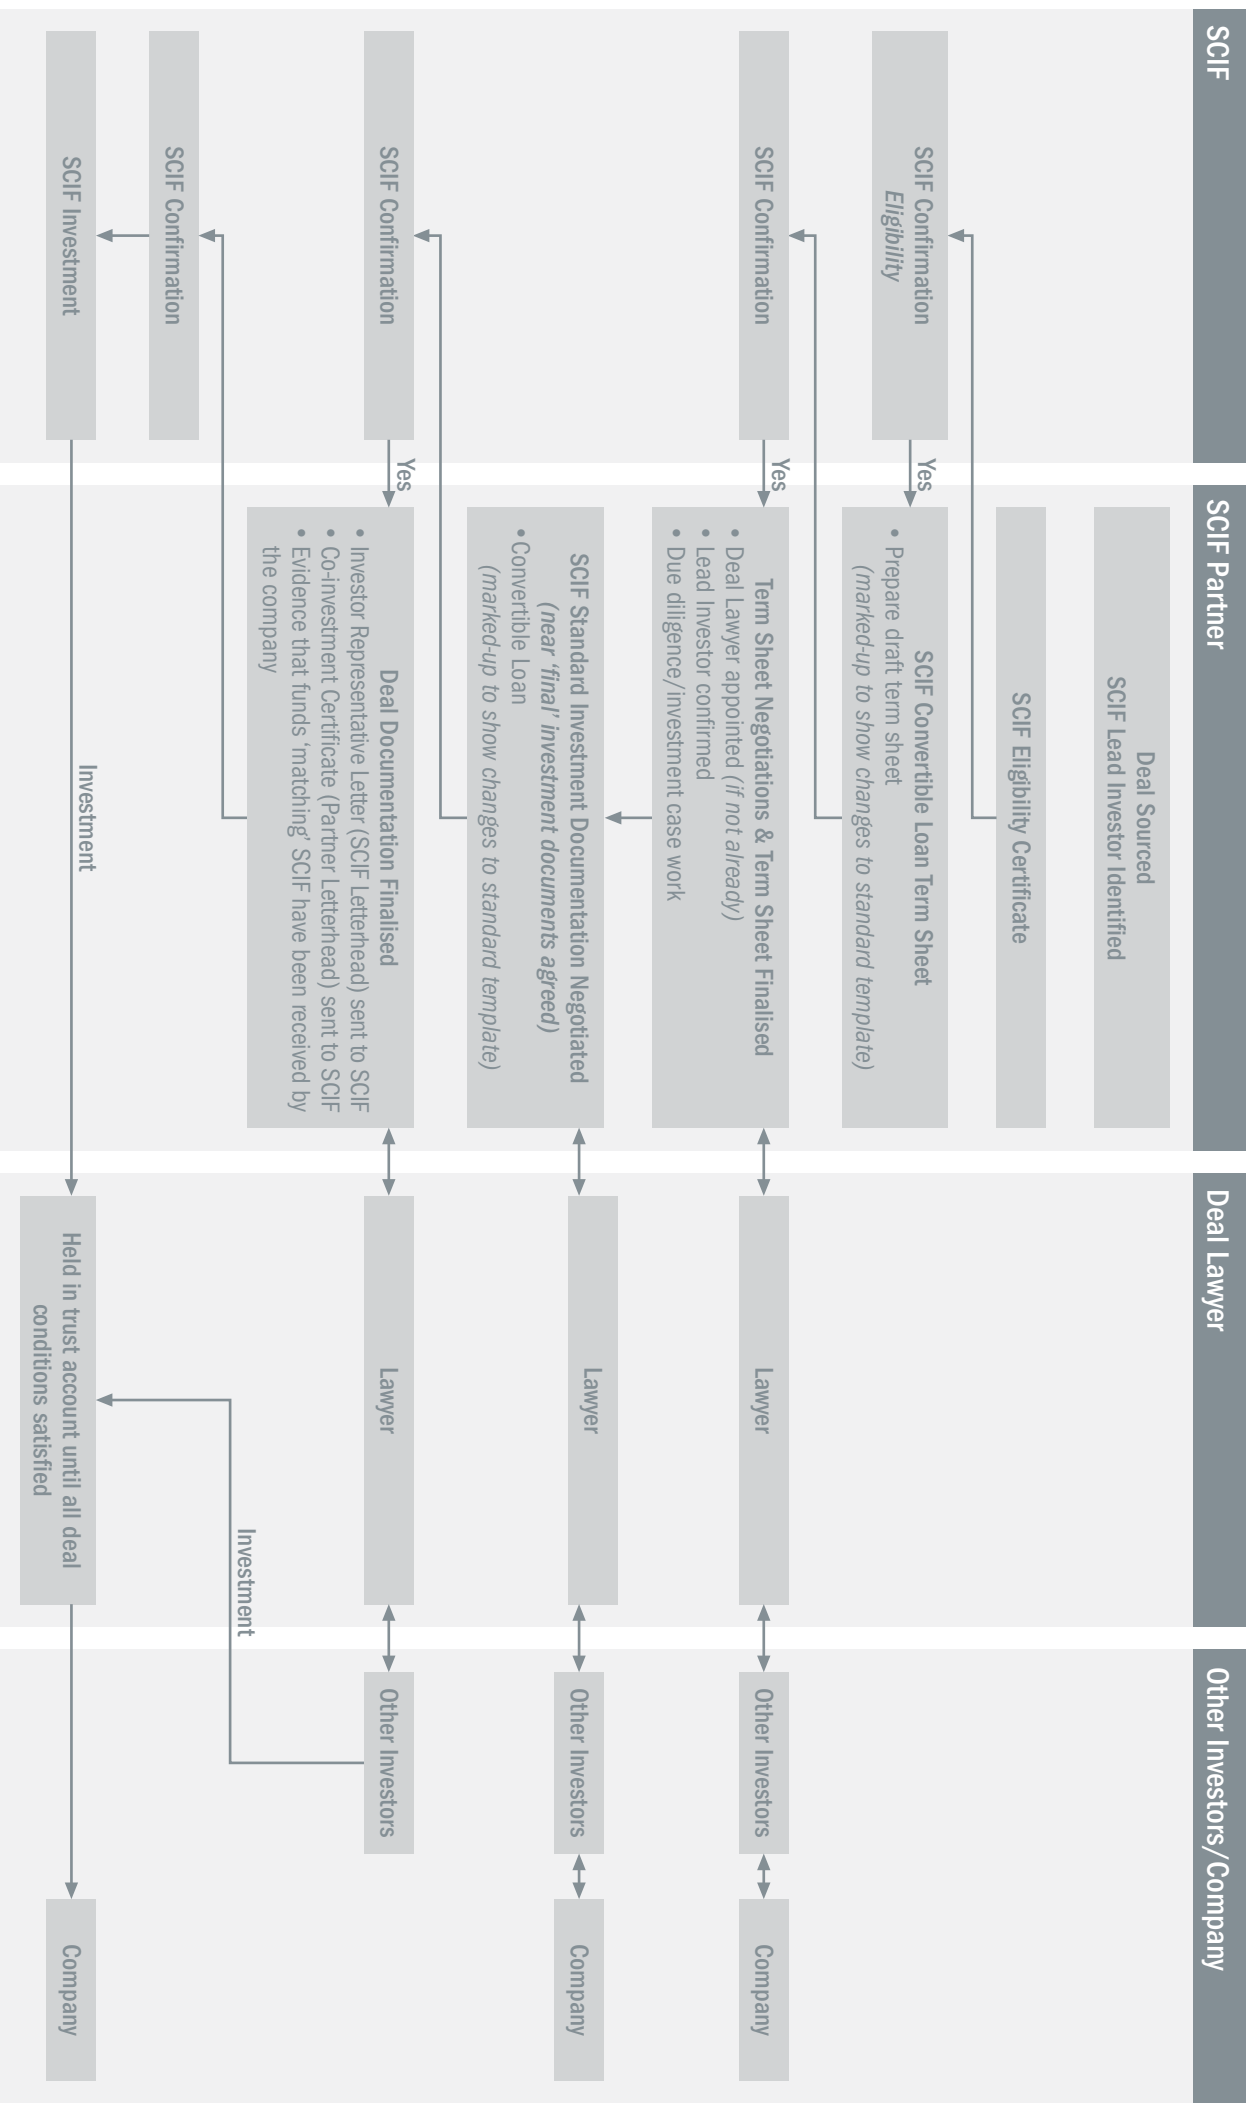 SCIF
SCIF Partner
Deal Lawyer
Other Investors/Company
Deal Sourced
SCIF Lead Investor Identified
SCIF Eligibility Certificate
SCIF Confirmation
Eligibility
Yes
SCIF Convertible Loan Term Sheet
• Prepare draft term sheet
(marked-up to show changes to standard template)
SCIF Confirmation
Yes
Term Sheet Negotiations & Term Sheet Finalised
• Deal Lawyer appointed (if not already)
• Lead Investor confirmed
• Due diligence/investment case work
Lawyer
Other Investors
Company
SCIF Standard Investment Documentation Negotiated
(near ‘final’ investment documents agreed)
• Convertible Loan
(marked-up to show changes to standard template)
Lawyer
Other Investors
Company
SCIF Confirmation
Yes
Deal Documentation Finalised
• Investor Representative Letter (SCIF Letterhead) sent to SCIF
• Co-investment Certificate (Partner Letterhead) sent to SCIF
• Evidence that funds ‘matching’ SCIF have been received by
the company
Lawyer
Other Investors
SCIF Confirmation
Investment
SCIF Investment
Investment
Held in trust account until all deal
conditions satisfied
Company